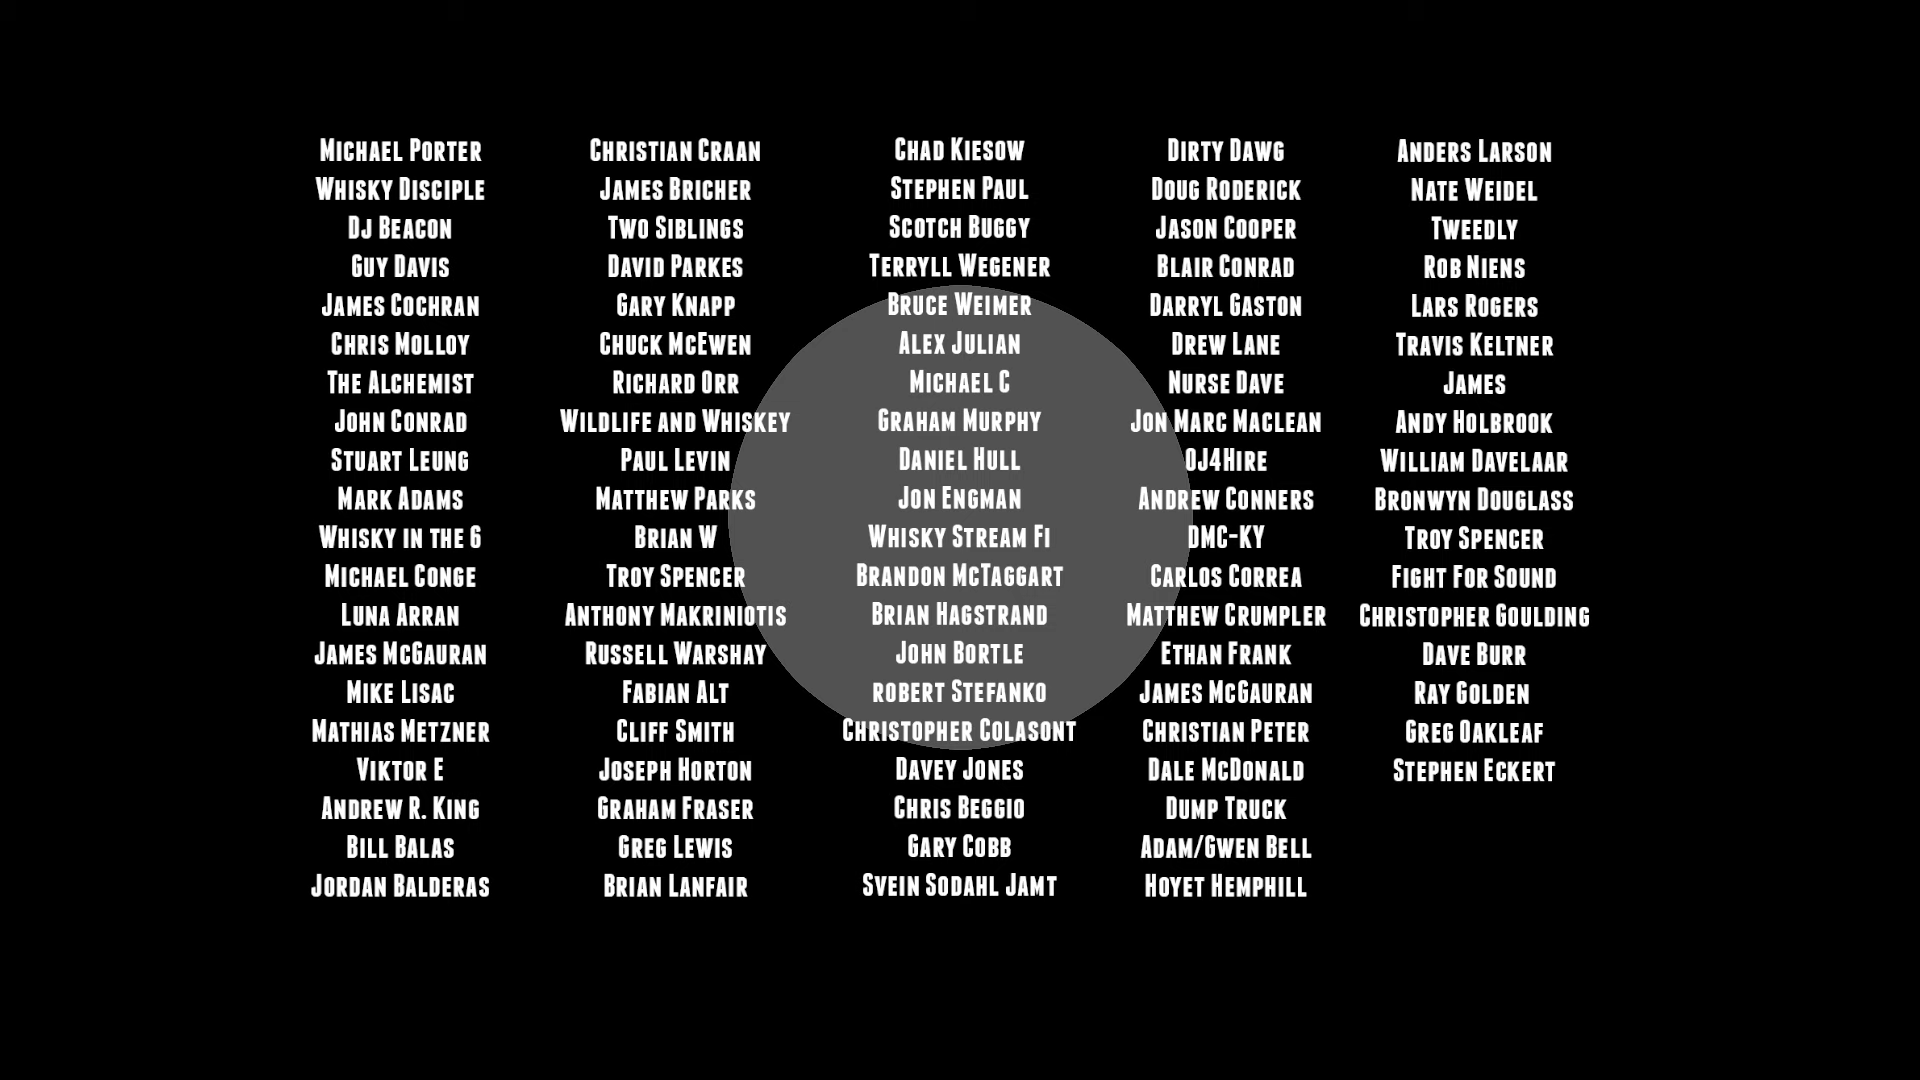 Michael Porter
Whisky Disciple
DJ Beacon
Guy Davis
James Cochran
Chris Molloy
The Alchemist
John Conrad
Stuart Leung
Mark Adams
Whisky in the 6
Michael Conge
Luna Arran
James McGauran
Mike Lisac
Mathias Metzner
Viktor E
Andrew R. King
Bill Balas
Jordan Balderas
Christian Craan
James Bricher
Two Siblings
David Parkes
Gary Knapp
Chuck McEwen
Richard Orr
Wildlife and Whiskey
Paul Levin
Matthew Parks
Brian W
Troy Spencer
Anthony Makriniotis
Russell Warshay
Fabian Alt
Cliff Smith
Joseph Horton
Graham Fraser
Greg Lewis
Brian Lanfair
Chad Kiesow
Stephen Paul
Scotch Buggy
Terryll Wegener
Bruce Weimer
Alex Julian
Michael C
Graham Murphy
Daniel Hull
Jon Engman
Whisky Stream Fi
Brandon McTaggart
Brian Hagstrand
John Bortle
robert Stefanko
Christopher Colasont
Davey Jones
Chris Beggio
Gary Cobb
Svein Sodahl Jamt
Dirty Dawg
Doug Roderick
Jason Cooper
Blair Conrad
Darryl Gaston
Drew Lane
Nurse Dave
Jon Marc Maclean
OJ4Hire
Andrew Conners
DMC-KY
Carlos Correa
Matthew Crumpler
Ethan Frank
James McGauran
Christian Peter
Dale McDonald
Dump Truck
Adam/Gwen Bell
Hoyet Hemphill
Anders Larson
Nate Weidel
Tweedly
Rob Niens
Lars Rogers
Travis Keltner
James
Andy Holbrook
William Davelaar
Bronwyn Douglass
Troy Spencer
Fight For Sound
Christopher Goulding
Dave Burr
Ray Golden
Greg Oakleaf
Stephen Eckert